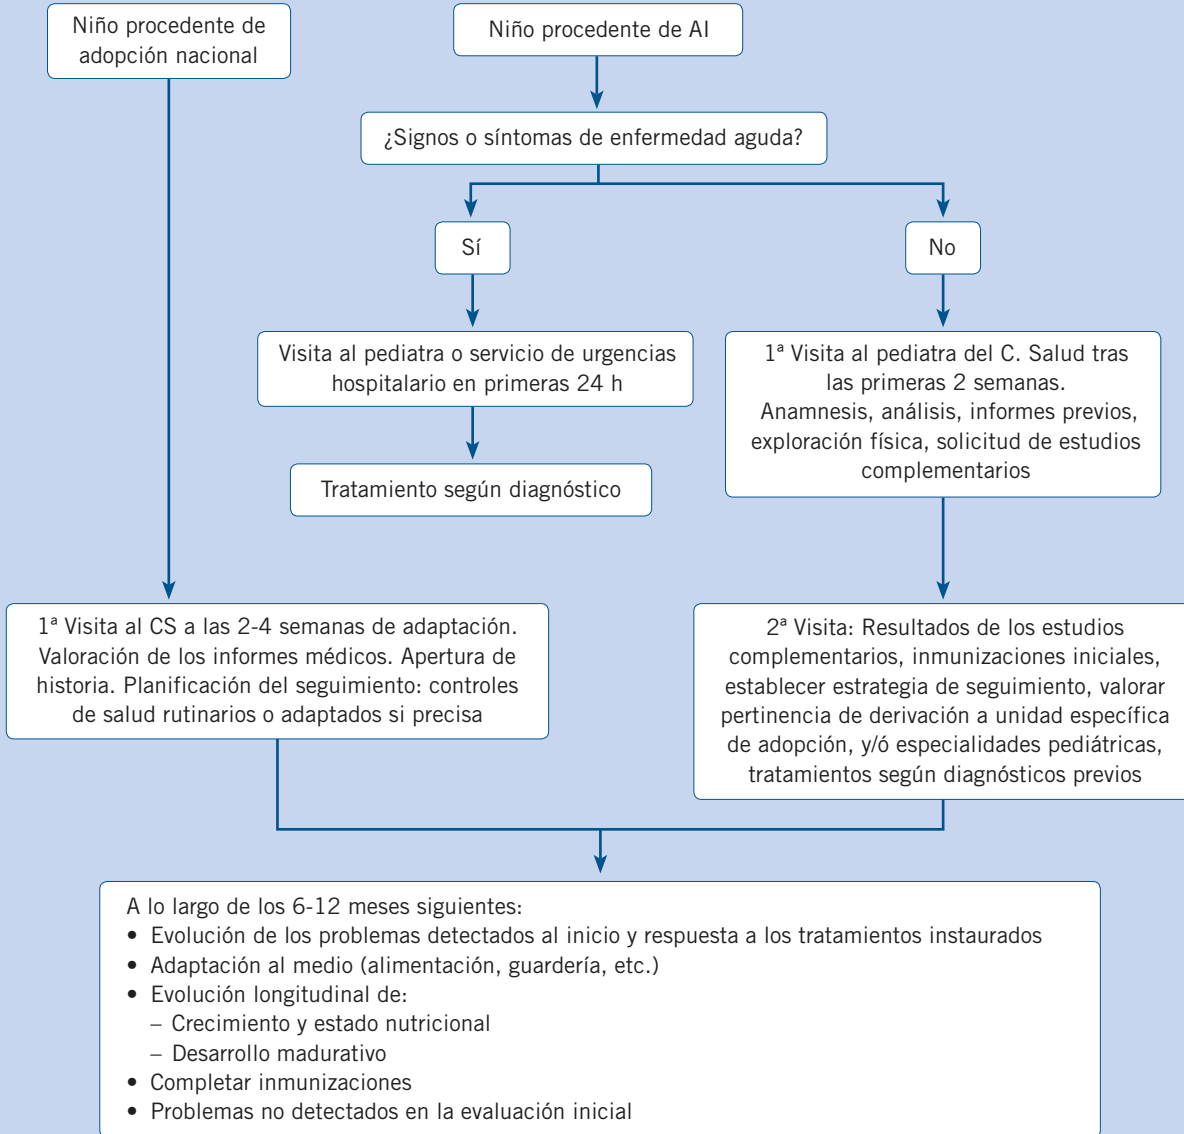 Niño procedente de
adopción nacional
Niño procedente de AI
¿Signos o síntomas de enfermedad aguda?
Sí
No
Visita al pediatra o servicio de urgencias
hospitalario en primeras 24 h
1ª Visita al pediatra del C. Salud tras
las primeras 2 semanas.
Anamnesis, análisis, informes previos,
exploración física, solicitud de estudios
complementarios
Tratamiento según diagnóstico
1ª Visita al CS a las 2-4 semanas de adaptación.
Valoración de los informes médicos. Apertura de
historia. Planificación del seguimiento: controles
de salud rutinarios o adaptados si precisa
2ª Visita: Resultados de los estudios
complementarios, inmunizaciones iniciales,
establecer estrategia de seguimiento, valorar
pertinencia de derivación a unidad específica
de adopción, y/ó especialidades pediátricas,
tratamientos según diagnósticos previos
A lo largo de los 6-12 meses siguientes:
• Evolución de los problemas detectados al inicio y respuesta a los tratamientos instaurados
• Adaptación al medio (alimentación, guardería, etc.)
• Evolución longitudinal de:
– Crecimiento y estado nutricional
– Desarrollo madurativo
• Completar inmunizaciones
• Problemas no detectados en la evaluación inicial